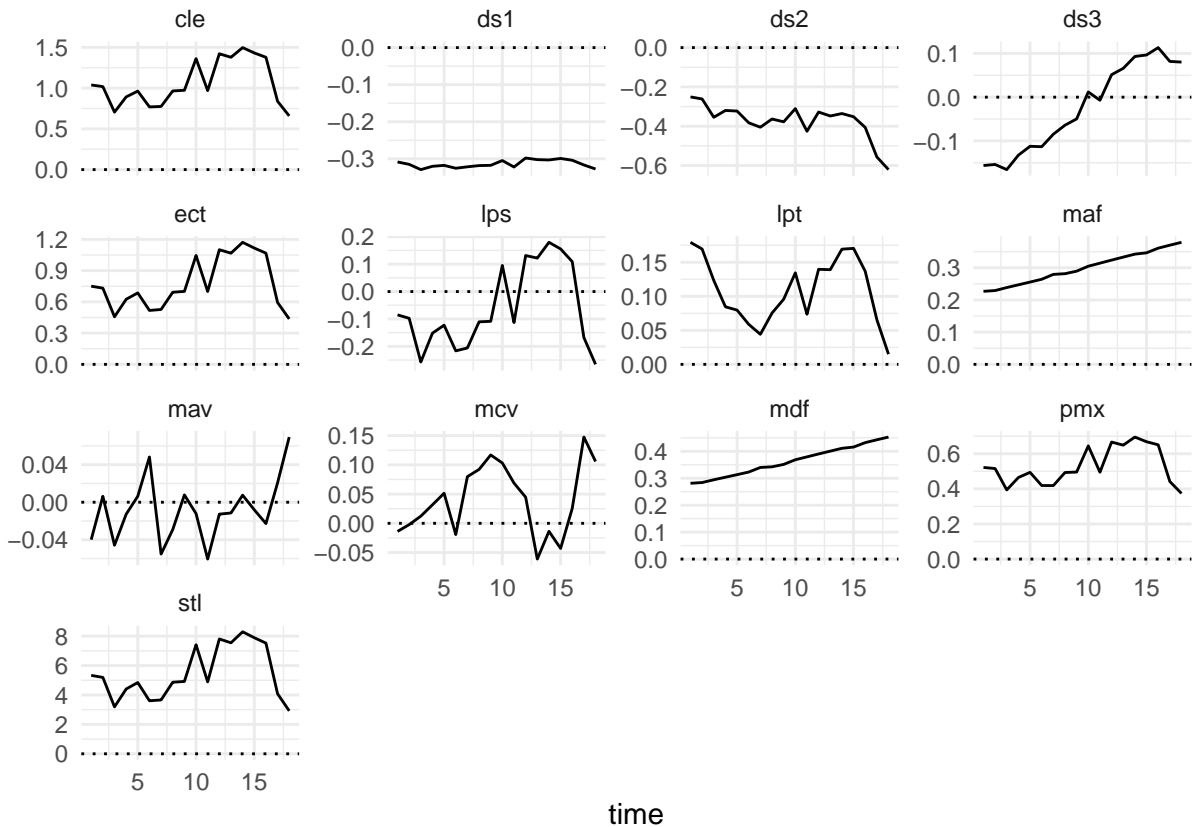 cle ds1 ds2 ds3
1.5 1.0 0.5 0.0
0.0 −0.1 −0.2 −0.3
0.0 −0.2 −0.4 −0.6
0.1 0.0 −0.1
ect lps lpt maf
1.2 0.9 0.6 0.3 0.0
0.2 0.1 0.0 −0.1 −0.2
0.15 0.10 0.05 0.00
0.3 0.2 0.1 0.0
mav mcv mdf pmx
0.04 0.00 −0.04
0.15 0.10 0.05 0.00 −0.05
0.4 0.3 0.2 0.1 0.0
0.6 0.4 0.2 0.0
5 10 15 5 10 15 5 10 15
stl
8 6 4 2 0
5 10 15
time